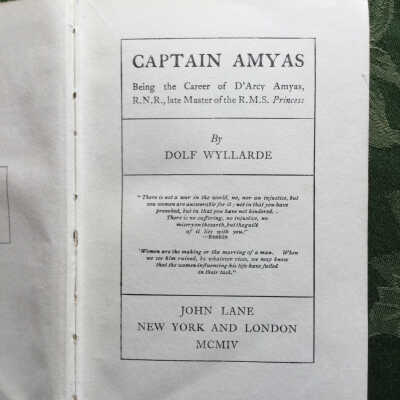 CAPTAIN AMYAS
Being the Career of D'Arcy Amyas,
R.N.R., late Master of the R.M.S. Princess
By
DOLF WYLLARDE
"There is not a war in the world, no, nor an injustice, but
you women are answerable for it; not in that you have
provoked, but in that you have not hindered. .
There is no suffering, no injustice, no
misery on the earth, but the guilt
of it lies with you."
—RUSKIN
"Women are the making or the marring of a man. When
we see him ruined, by whatever vices, we may know
that the women influencing his life have failed
in their task."
JOHN LANE
NEW YORK AND LONDON
MCMIV